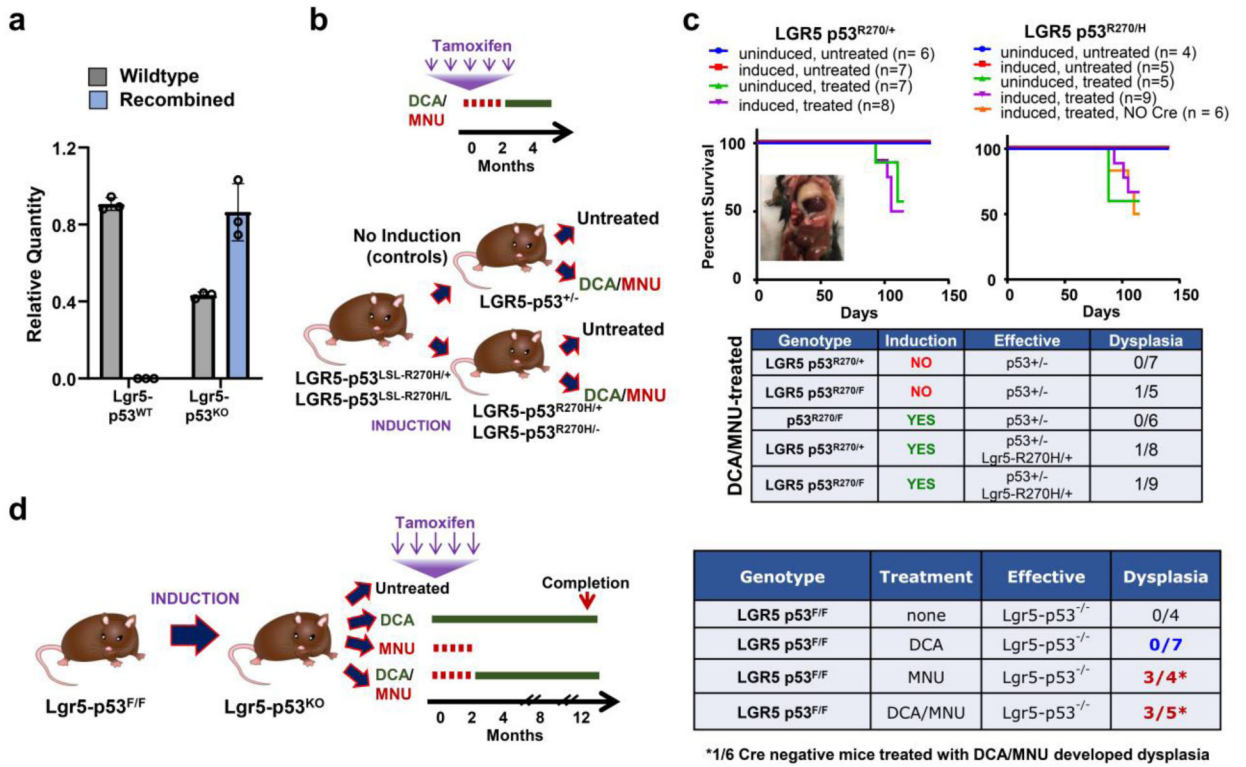 a
Wildtype
Recombined
Relative Quantity
1.2
0.8
0.4
0.0
Lgr5-
p53WT
Lgr5-
p53KO
b
Tamoxifen
DCA/
MNU
0 2 4
Months
No Induction
(controls)
Untreated
DCA/MNU
LGR5-p53+/-
LGR5-p53LSL-R270H/+
LGR5-p53LSL-R270H/L
INDUCTION
Untreated
DCA/MNU
LGR5-p53R270H/+
LGR5-p53R270H/-
c
LGR5 p53R270/+
uninduced, untreated (n= 6)
induced, untreated (n=7)
uninduced, treated (n=7)
induced, treated (n=8)
LGR5 p53R270/H
uninduced, untreated (n= 4)
induced, untreated (n=5)
uninduced, treated (n=5)
induced, treated (n=9)
induced, treated, NO Cre (n = 6)
Percent Survival
100
50
0
0 50 100 150
Days
100
50
0
0 50 100 150
Days
DCA/MNU-treated
Genotype Induction Effective Dysplasia
LGR5 p53R270/+ NO p53+/- 0/7
LGR5 p53R270/F NO p53+/- 1/5
p53R270/F YES p53+/- 0/6
LGR5 p53R270/+ YES p53+/- Lgr5-R270H/+ 1/8
LGR5 p53R270/F YES p53+/- Lgr5-R270H/+ 1/9
d
Tamoxifen
INDUCTION
Lgr5-p53F/F
Lgr5-p53KO
Untreated
DCA
MNU
DCA/
MNU
Completion
0 2 4 8 12
Months
Genotype Treatment Effective Dysplasia
LGR5 p53F/F none Lgr5-p53-/- 0/4
LGR5 p53F/F DCA Lgr5-p53-/- 0/7
LGR5 p53F/F MNU Lgr5-p53-/- 3/4*
LGR5 p53F/F DCA/MNU Lgr5-p53-/- 3/5*
*1/6 Cre negative mice treated with DCA/MNU developed dysplasia